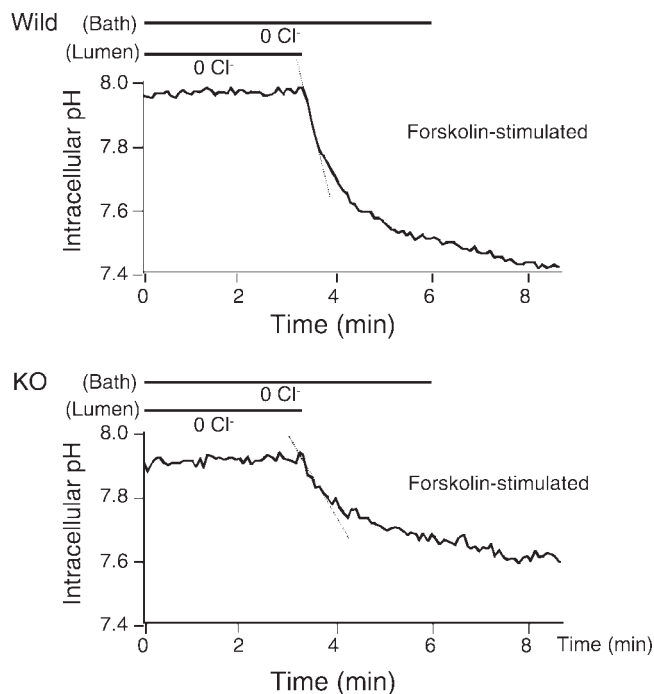 Wild (Bath)
0 Cl-
(Lumen)
0 Cl-
8.0
7.8
7.6
7.4
Intracellular pH
Forskolin-stimulated
0 2 4 6 8
Time (min)
KO (Bath)
0 Cl-
(Lumen)
0 Cl-
8.0
7.8
7.6
7.4
Intracellular pH
Forskolin-stimulated
0 2 4 6 8 Time (min)
Time (min)